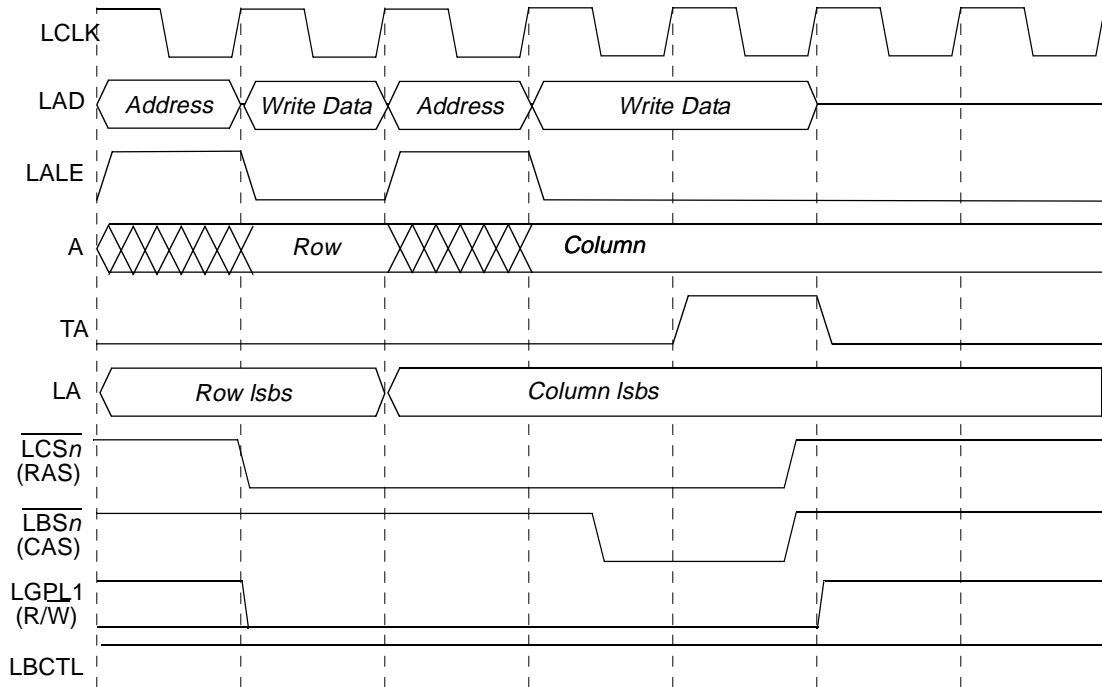 LCLK
LAD
Address Write Data Address Write Data
LALE
A
Row Column
TA
LA
Row lsbs Column lsbs
LCSn
(RAS)
LBSn
(CAS)
LGPL1
(R/W)
LBCTL